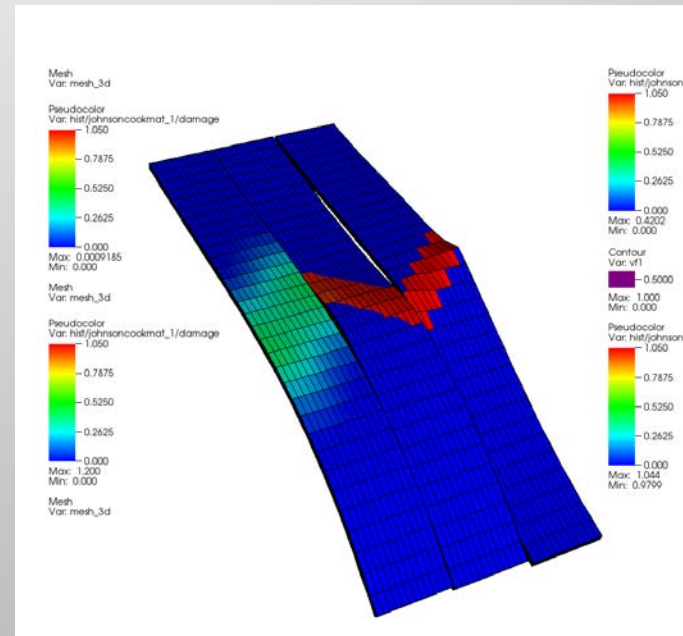 Mesh
Var: mesh_3d
Pseudocolor
Var: hist/johnsoncookmat_1/damage
1.050
0.7875
0.5250
0.2625
0.000
Max: 0.0009185
Min: 0.000
Mesh
Var: mesh_3d
Pseudocolor
Var: hist/johnsoncookmat_1/damage
1.050
0.7875
0.5250
0.2625
0.000
Max: 1.200
Min: 0.000
Mesh
Var: mesh_3d
Pseudocolor
Var: hist/johnson
1.050
0.7875
0.5250
0.2625
0.000
Max: 0.4202
Min: 0.000
Contour
Var: vf1
0.5000
Max: 1.000
Min: 0.000
Pseudocolor
Var: hist/johnson
1.050
0.7875
0.5250
0.2625
0.000
Max: 1.044
Min: 0.9799